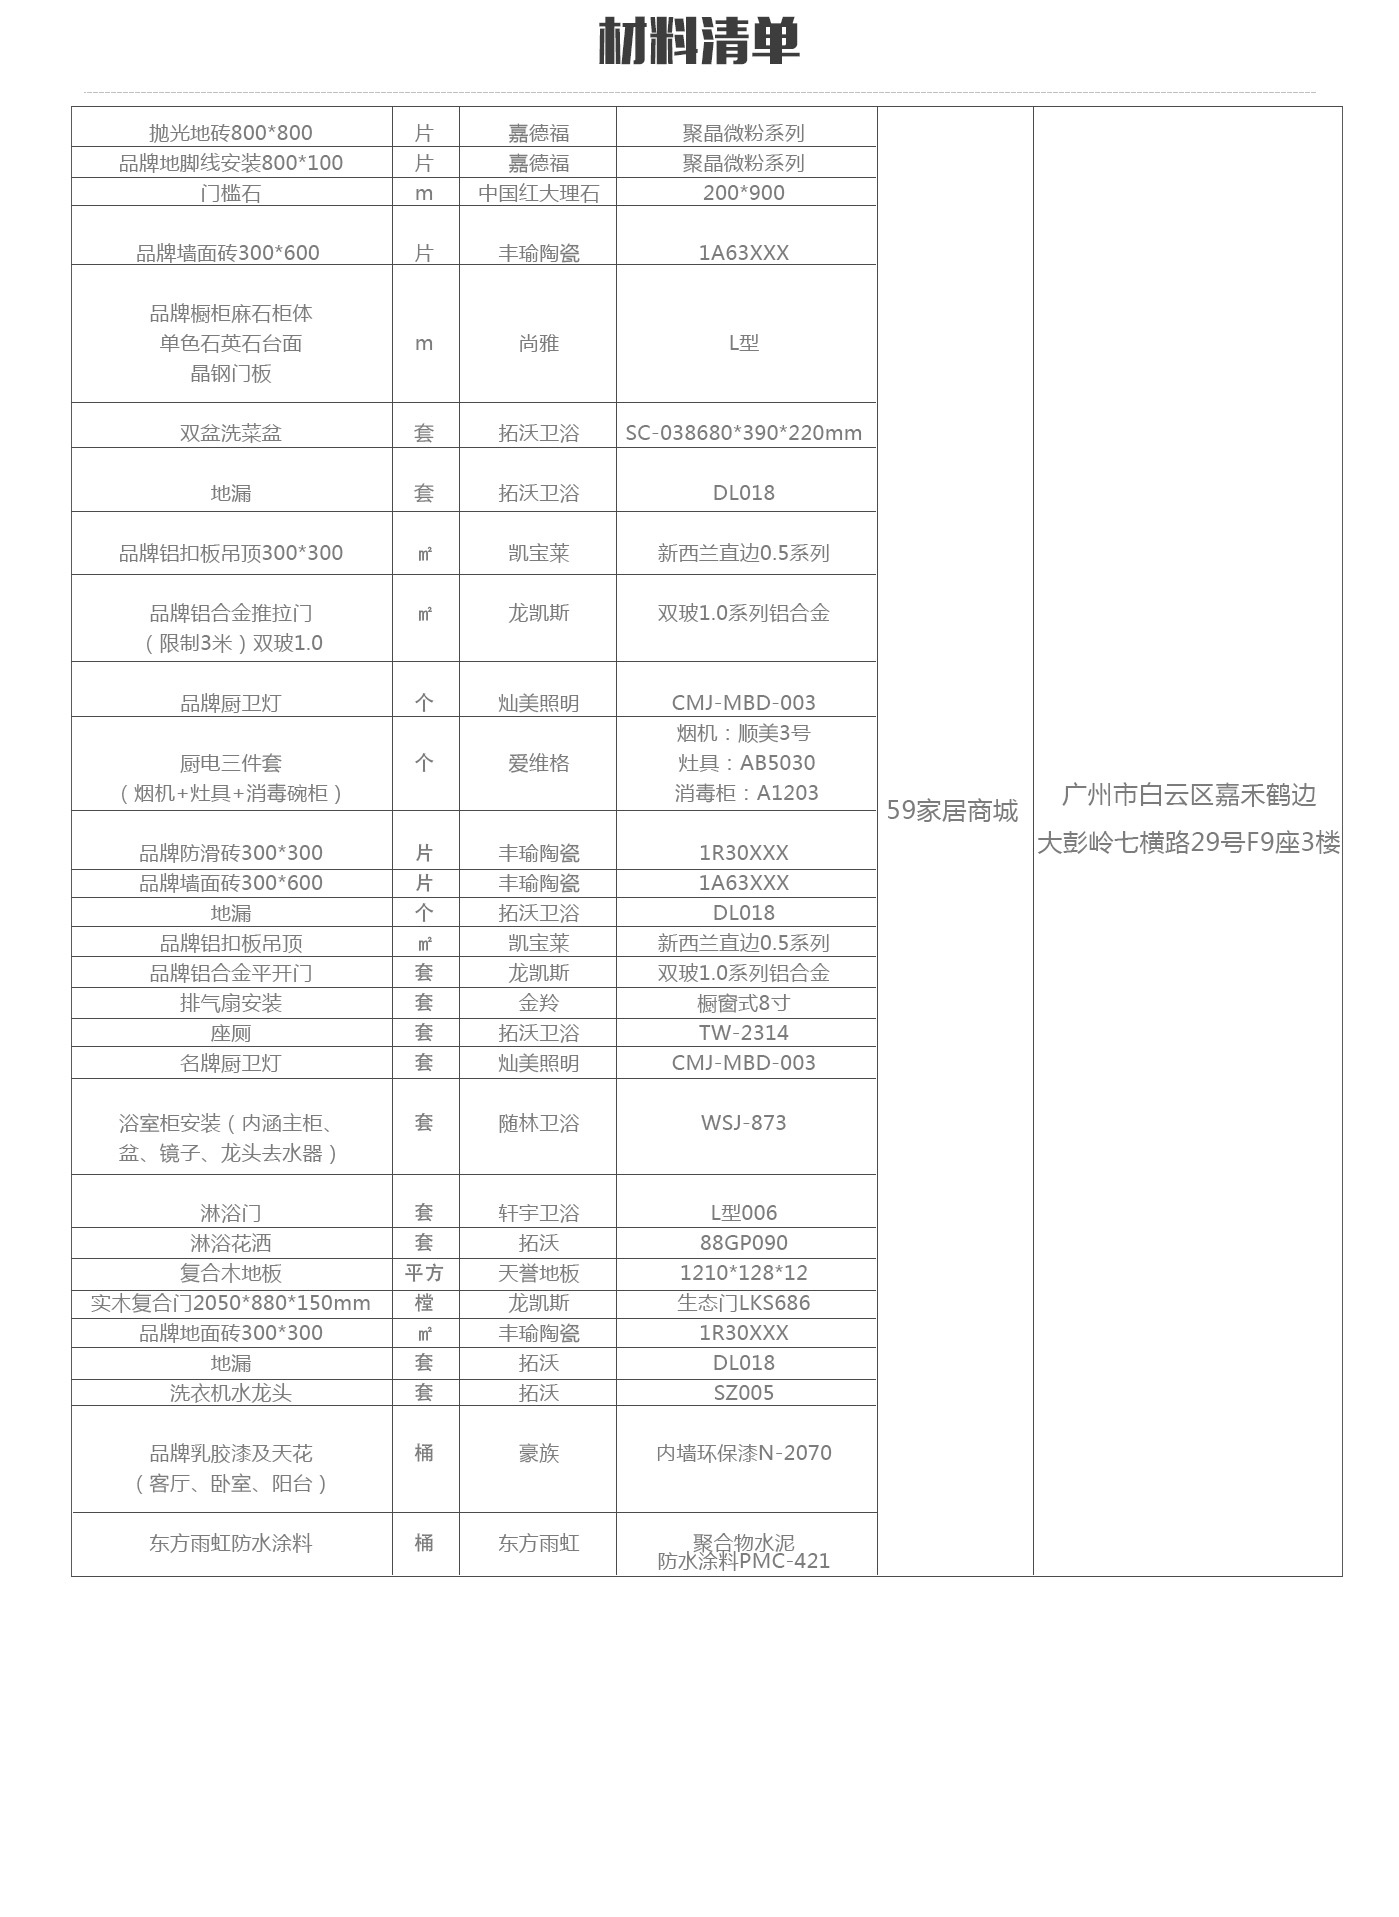 材料清单
抛光地砖800*800 片 嘉德福 聚晶微粉系列
品牌地脚线安装800*100 片 嘉德福 聚晶微粉系列
门槛石 m 中国红大理石 200*900
品牌墙面砖300*600 片 丰瑜陶瓷 1A63XXX
品牌橱柜麻石柜体
单色石英石台面 m 尚雅 L型
晶钢门板
双盆洗菜盆 套 拓沃卫浴 SC-038680*390*220mm
地漏 套 拓沃卫浴 DL018
品牌铝扣板吊顶300*300 ㎡ 凯宝莱 新西兰直边0.5系列
品牌铝合金推拉门 ㎡ 龙凯斯 双玻1.0系列铝合金
（限制3米）双玻1.0
品牌厨卫灯 个 灿美照明 CMJ-MBD-003
烟机：顺美3号
厨电三件套 个 爱维格 灶具：AB5030
（烟机+灶具+消毒碗柜） 消毒柜：A1203
59家居商城
广州市白云区嘉禾鹤边
大彭岭七横路29号F9座3楼
品牌防滑砖300*300 片 丰瑜陶瓷 1R30XXX
品牌墙面砖300*600 片 丰瑜陶瓷 1A63XXX
地漏 个 拓沃卫浴 DL018
品牌铝扣板吊顶 ㎡ 凯宝莱 新西兰直边0.5系列
品牌铝合金平开门 套 龙凯斯 双玻1.0系列铝合金
排气扇安装 套 金羚 橱窗式8寸
座厕 套 拓沃卫浴 TW-2314
名牌厨卫灯 套 灿美照明 CMJ-MBD-003
浴室柜安装（内涵主柜、 套 随林卫浴 WSJ-873
盆、镜子、龙头去水器）
淋浴门 套 轩宇卫浴 L型006
淋浴花洒 套 拓沃 88GP090
复合木地板 平方 天誉地板 1210*128*12
实木复合门2050*880*150mm 樘 龙凯斯 生态门LKS686
品牌地面砖300*300 ㎡ 丰瑜陶瓷 1R30XXX
地漏 套 拓沃 DL018
洗衣机水龙头 套 拓沃 SZ005
品牌乳胶漆及天花 桶 豪族 内墙环保漆N-2070
（客厅、卧室、阳台）
东方雨虹防水涂料 桶 东方雨虹 聚合物水泥
防水涂料PMC-421